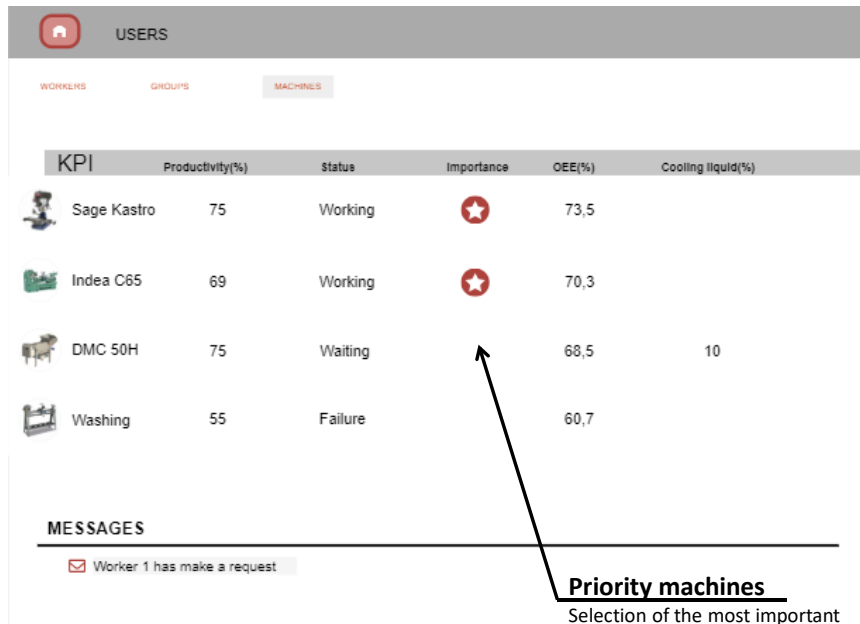 USERS
WORKERS GROUPS MACHINES
KPI Productivity(%) Status Importance OEE(%) Cooling liquid(%)
Sage Kastro 75 Working 73,5
Indea C65 69 Working 70,3
DMC 50H 75 Waiting 68,5 10
Washing 55 Failure 60,7
MESSAGES
Worker 1 has make a request
Priority machines
Selection of the most important